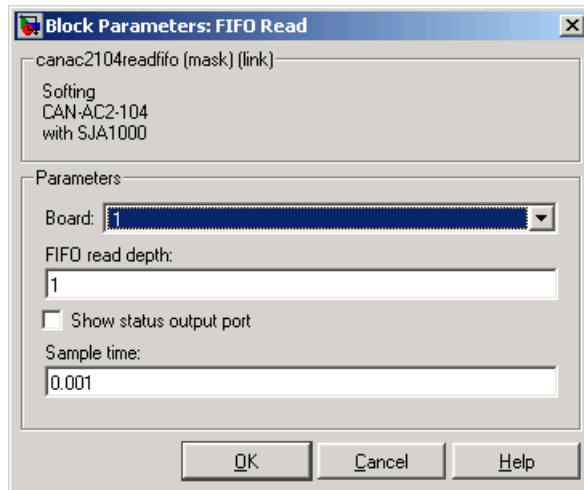 Block Parameters: FIFO Read
canac2104readfifo (mask) (link)
Softing
CAN-AC2-104
with SJA1000
Parameters
Board: 1
FIFO read depth:
1
Show status output port
Sample time:
0.001
OK Cancel Help